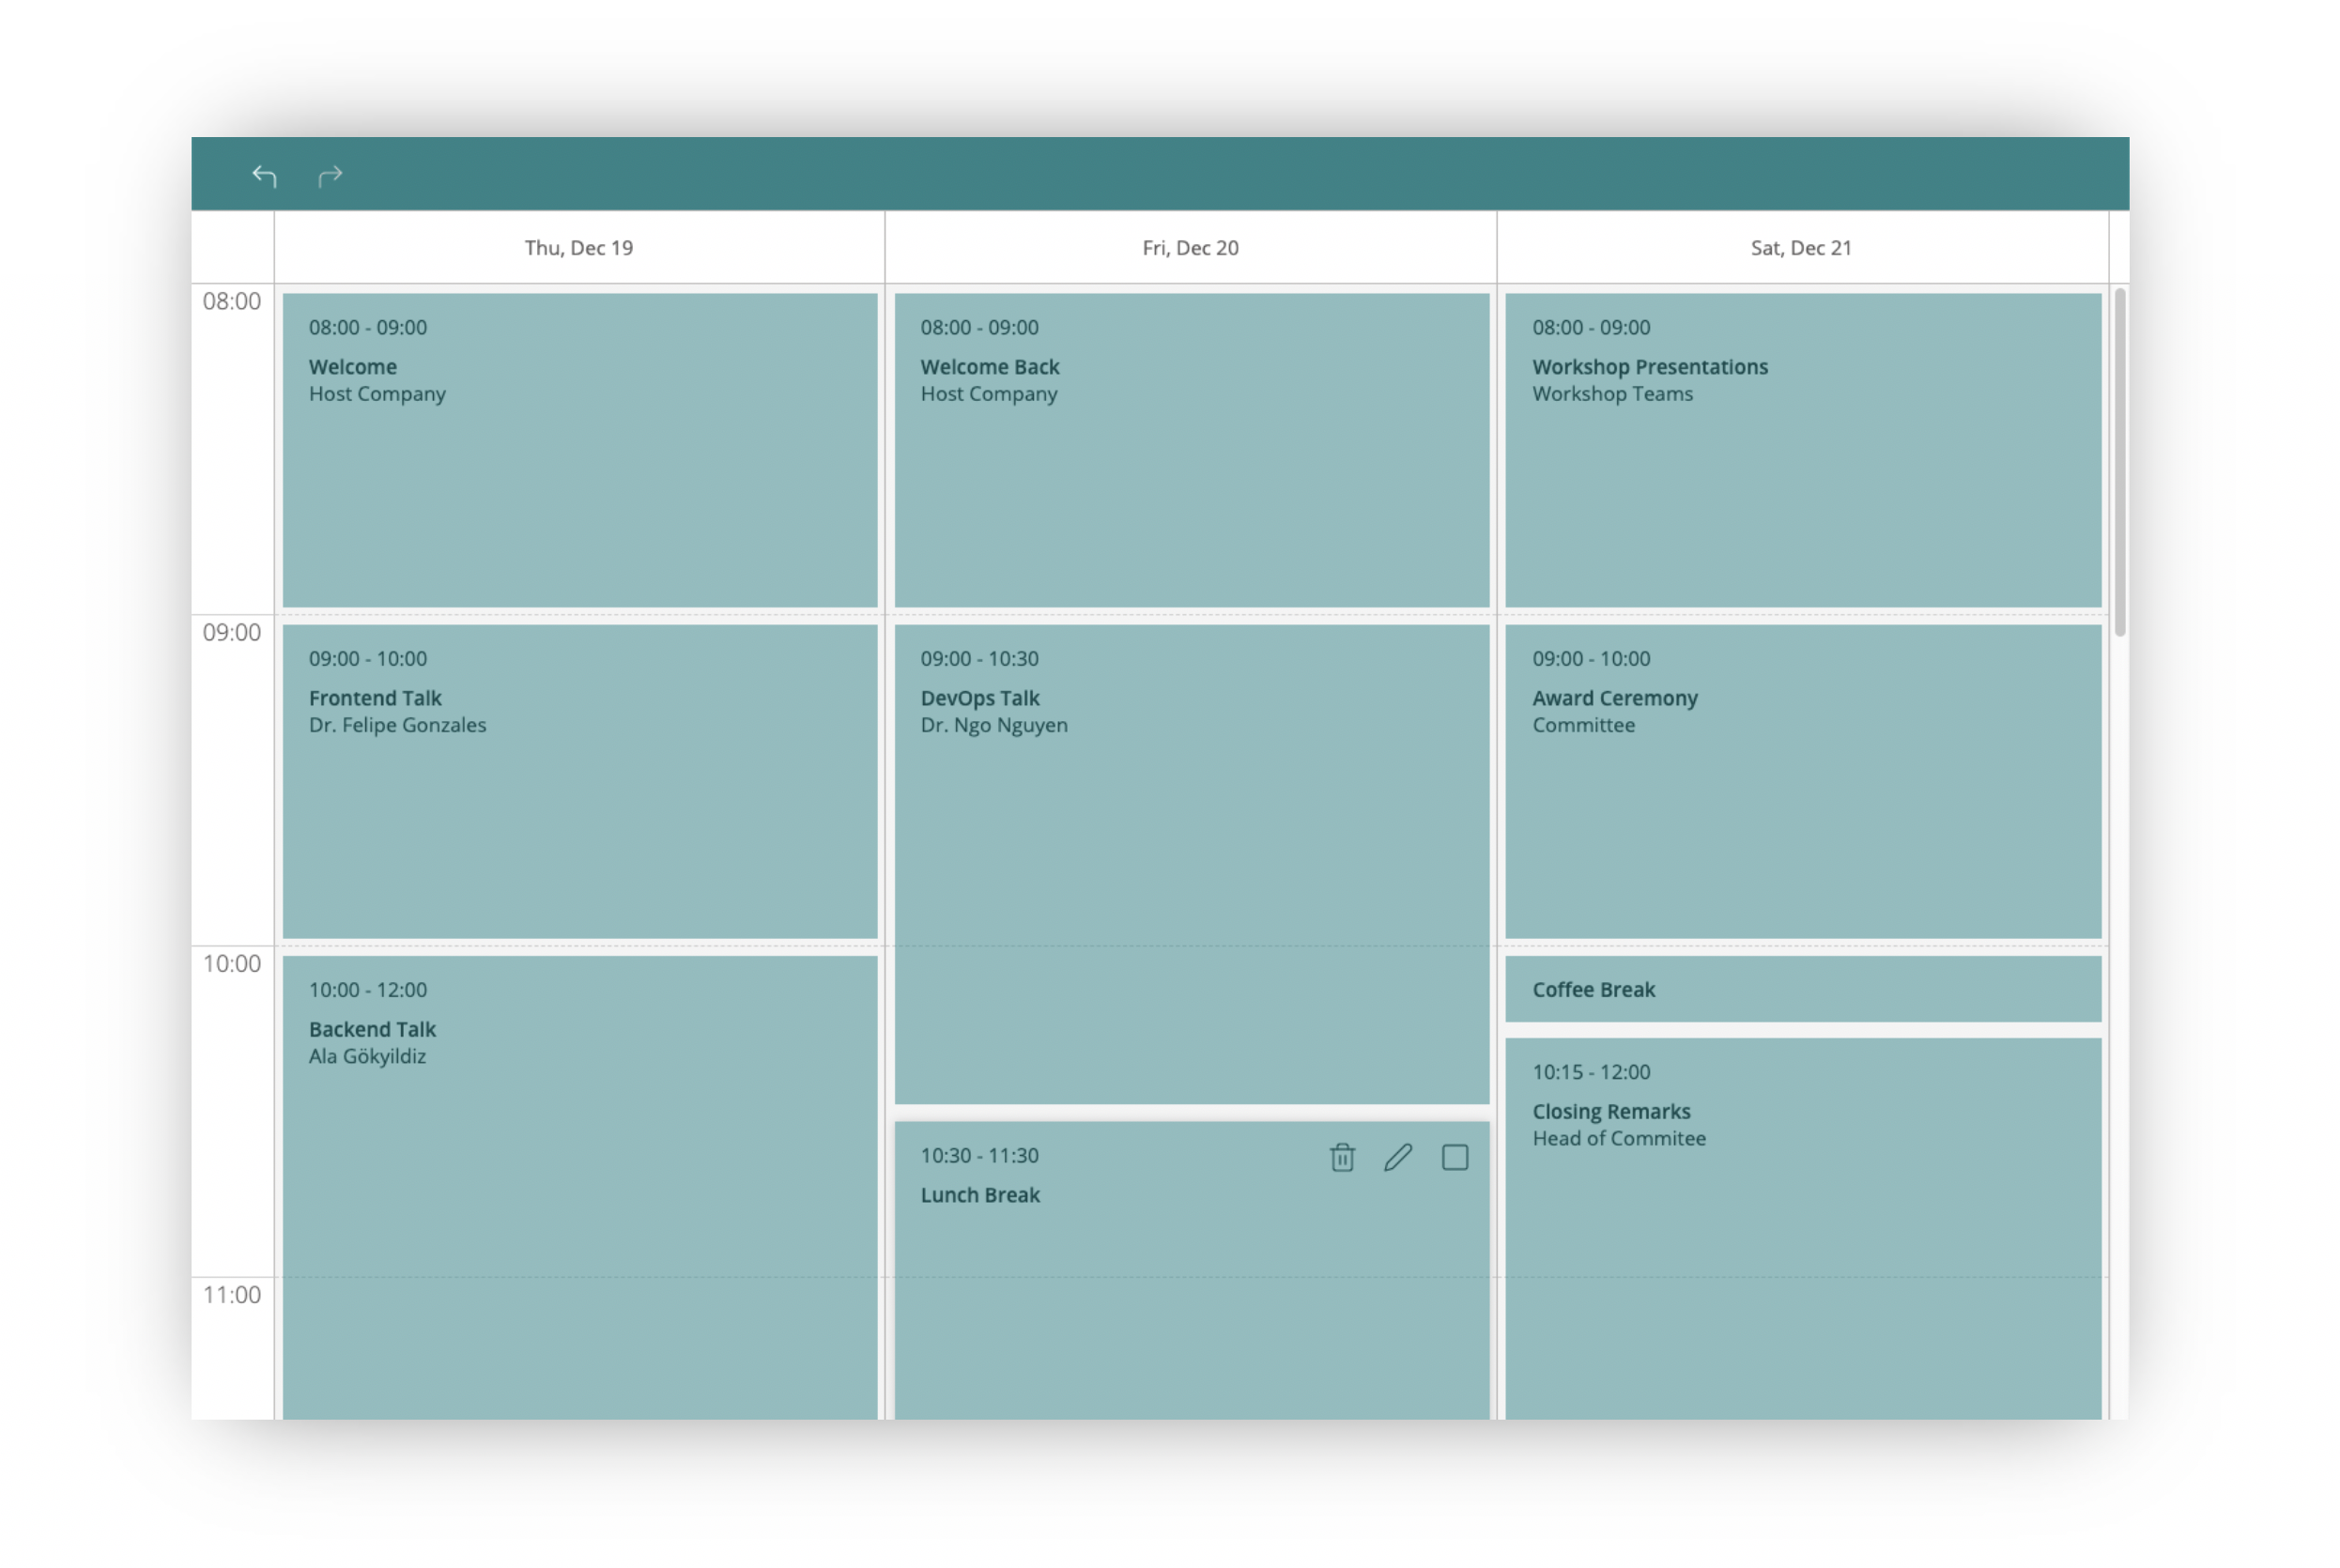 Thu, Dec 19
Fri, Dec 20
Sat, Dec 21
08:00
08:00 - 09:00
Welcome
Host Company
08:00 - 09:00
Welcome Back
Host Company
08:00 - 09:00
Workshop Presentations
Workshop Teams
09:00
09:00 - 10:00
Frontend Talk
Dr. Felipe Gonzales
09:00 - 10:30
DevOps Talk
Dr. Ngo Nguyen
09:00 - 10:00
Award Ceremony
Committee
10:00
10:00 - 12:00
Backend Talk
Ala Gökyildiz
10:30 - 11:30
Lunch Break
Coffee Break
10:15 - 12:00
Closing Remarks
Head of Commitee
11:00